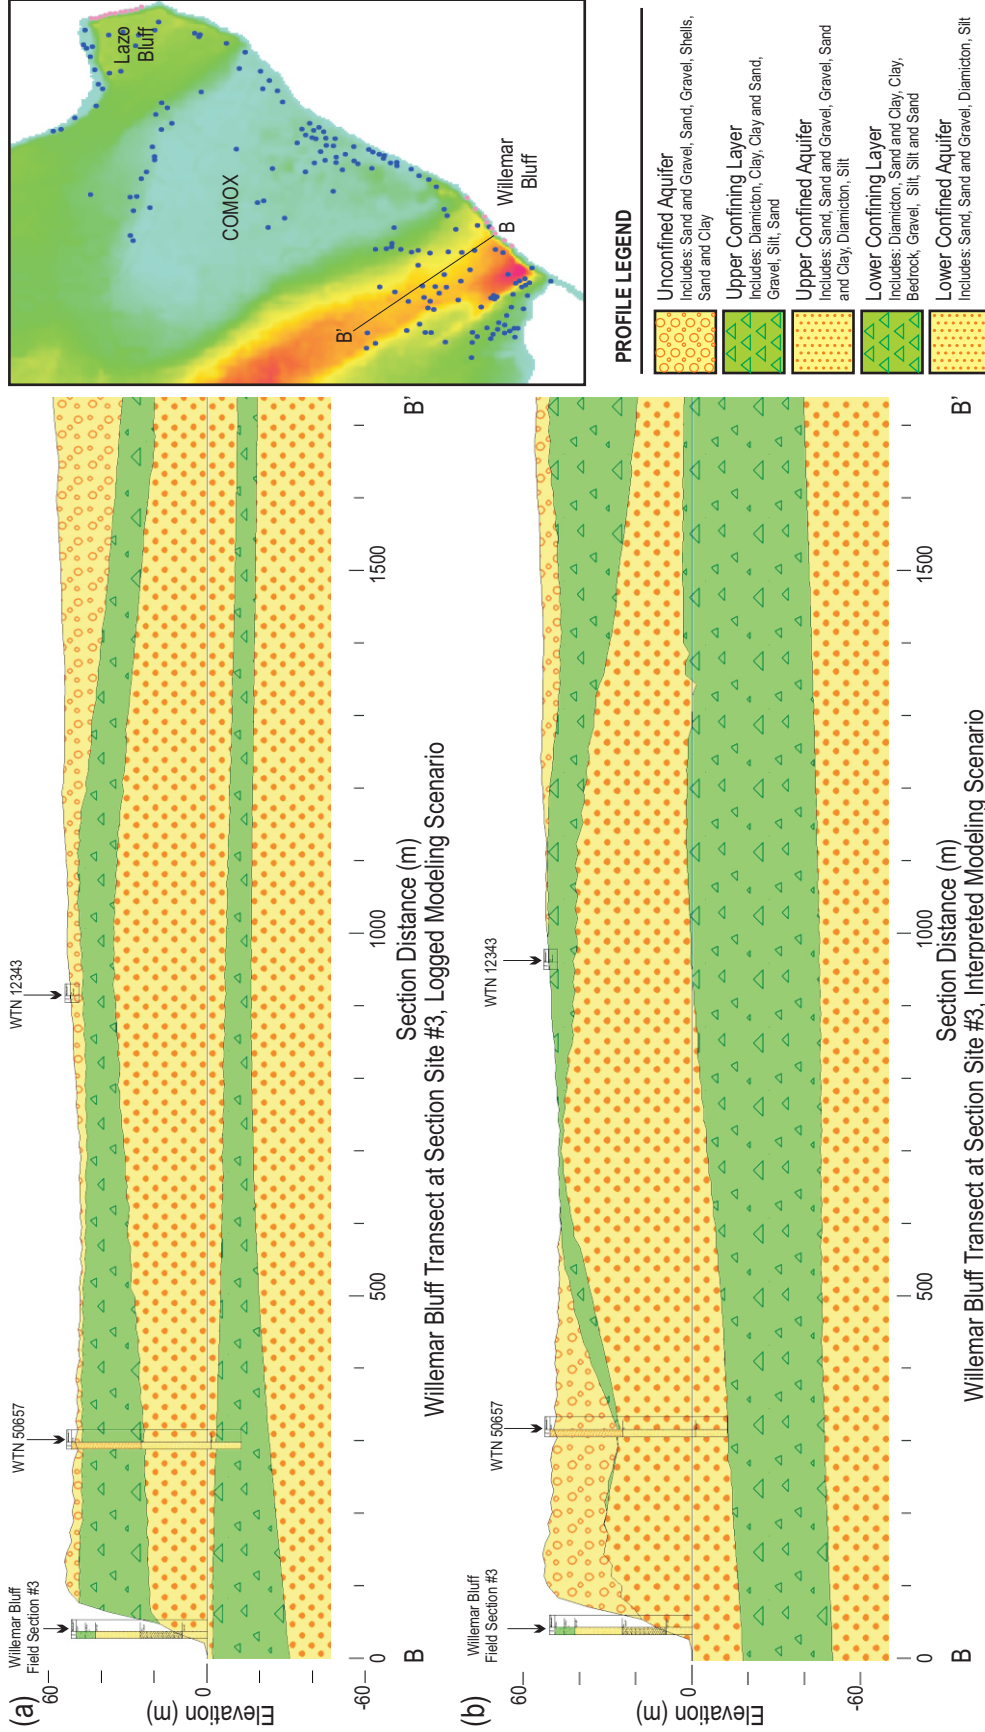 (a)
Willemar Bluff
Field Section #3
WTN 50657
WTN 12343
60
0
-60
Elevation (m)
0
500
1000
1500
B
B'
Section Distance (m)
Willemar Bluff Transect at Section Site #3, Logged Modeling Scenario
(b)
Willemar Bluff
Field Section #3
WTN 50657
WTN 12343
60
0
-60
Elevation (m)
0
500
1000
1500
B
B'
Section Distance (m)
Willemar Bluff Transect at Section Site #3, Interpreted Modeling Scenario
Lazo
Bluff
COMOX
B'
B
Willemar
Bluff
PROFILE LEGEND
Unconfined Aquifer
Includes: Sand and Gravel, Sand, Gravel, Shells,
Sand and Clay
Upper Confining Layer
Includes: Diamicton, Clay, Clay and Sand,
Gravel, Silt, Sand
Upper Confined Aquifer
Includes: Sand, Sand and Gravel, Gravel, Sand
and Clay, Diamicton, Silt
Lower Confining Layer
Includes: Diamicton, Sand and Clay, Clay,
Bedrock, Gravel, Silt, Silt and Sand
Lower Confined Aquifer
Includes: Sand, Sand and Gravel, Diamicton, Silt